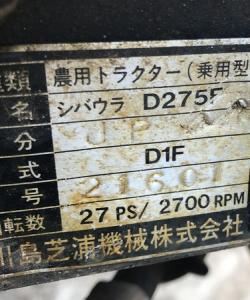 種類 農用トラクター(乗用型
名 シバウラ D275F
分 JP
式 D1F
号 21601
転数 27 PS/ 2700 RPM
川島芝浦機械株式会社